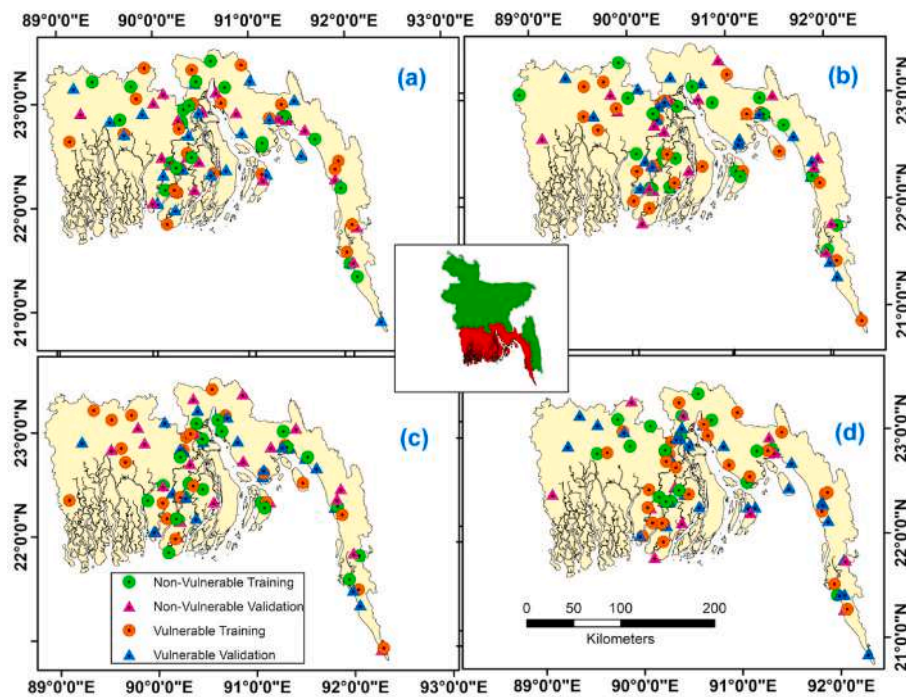 89°0'0"E 90°0'0"E 91°0'0"E 92°0'0"E 93°0'0"E
89°0'0"E 90°0'0"E 91°0'0"E 92°0'0"E
(a)
(b)
23°0'0"N
22°0'0"N
21°0'0"N
23°0'0"N
22°0'0"N
21°0'0"N
(c)
(d)
23°0'0"N
22°0'0"N
21°0'0"N
23°0'0"N
22°0'0"N
21°0'0"N
Non-Vulnerable Training
Non-Vulnerable Validation
Vulnerable Training
Vulnerable Validation
0 50 100 200
Kilometers
89°0'0"E 90°0'0"E 91°0'0"E 92°0'0"E 93°0'0"E
89°0'0"E 90°0'0"E 91°0'0"E 92°0'0"E